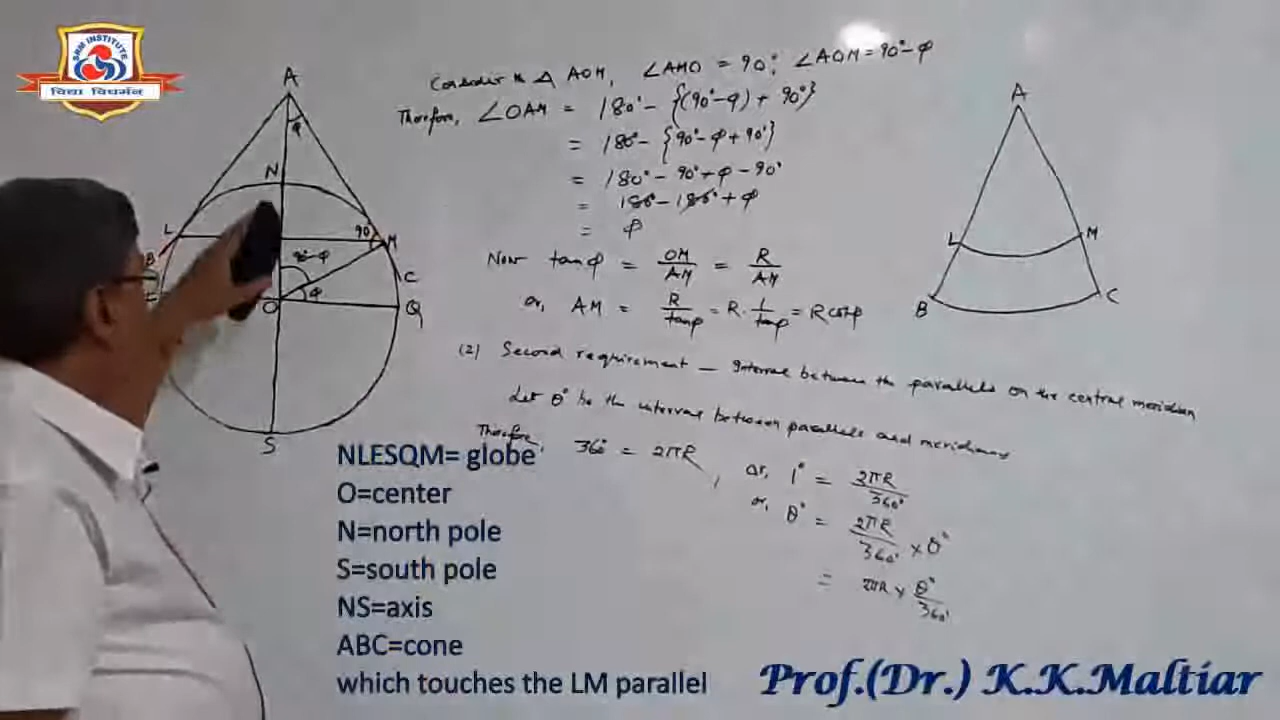 SRM INSTITUTE
विद्या विधर्मन
A
φ
N
L
90
M
B
90°-φ
C
φ
O
Q
S
Consider the △ AOM, ∠AMO = 90°; ∠AOM = 90°-φ
Therefore, ∠OAM = 180° - {(90°-φ) + 90°}
= 180° - {90°-φ+90°}
= 180° - 90°+φ-90°
= 180° - 180° + φ
= φ
Now tan φ = OM/AM = R/AM
or, AM = R/tanφ = R. 1/tanφ = R cotφ
A
L
M
B
C
(2) Second requirement — Interval between the parallels on the central meridian
Let θ° be the interval between parallels and meridians
Therefore, 360° = 2πR, or, 1° = 2πR/360°
or, θ° = 2πR/360° × θ°
= 2πR × θ°/360°
NLESQM= globe
O=center
N=north pole
S=south pole
NS=axis
ABC=cone
which touches the LM parallel
Prof.(Dr.) K.K.Maltiar